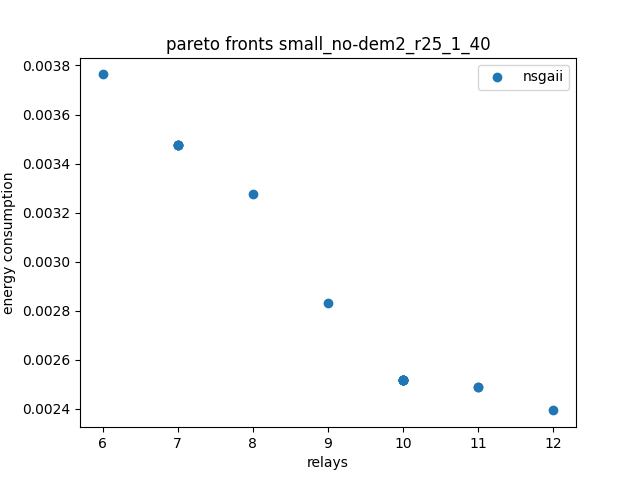 pareto fronts small_no-dem2_r25_1_40
nsgaii
0.0038
0.0036
0.0034
0.0032
0.0030
0.0028
0.0026
0.0024
energy consumption
6 7 8 9 10 11 12
relays